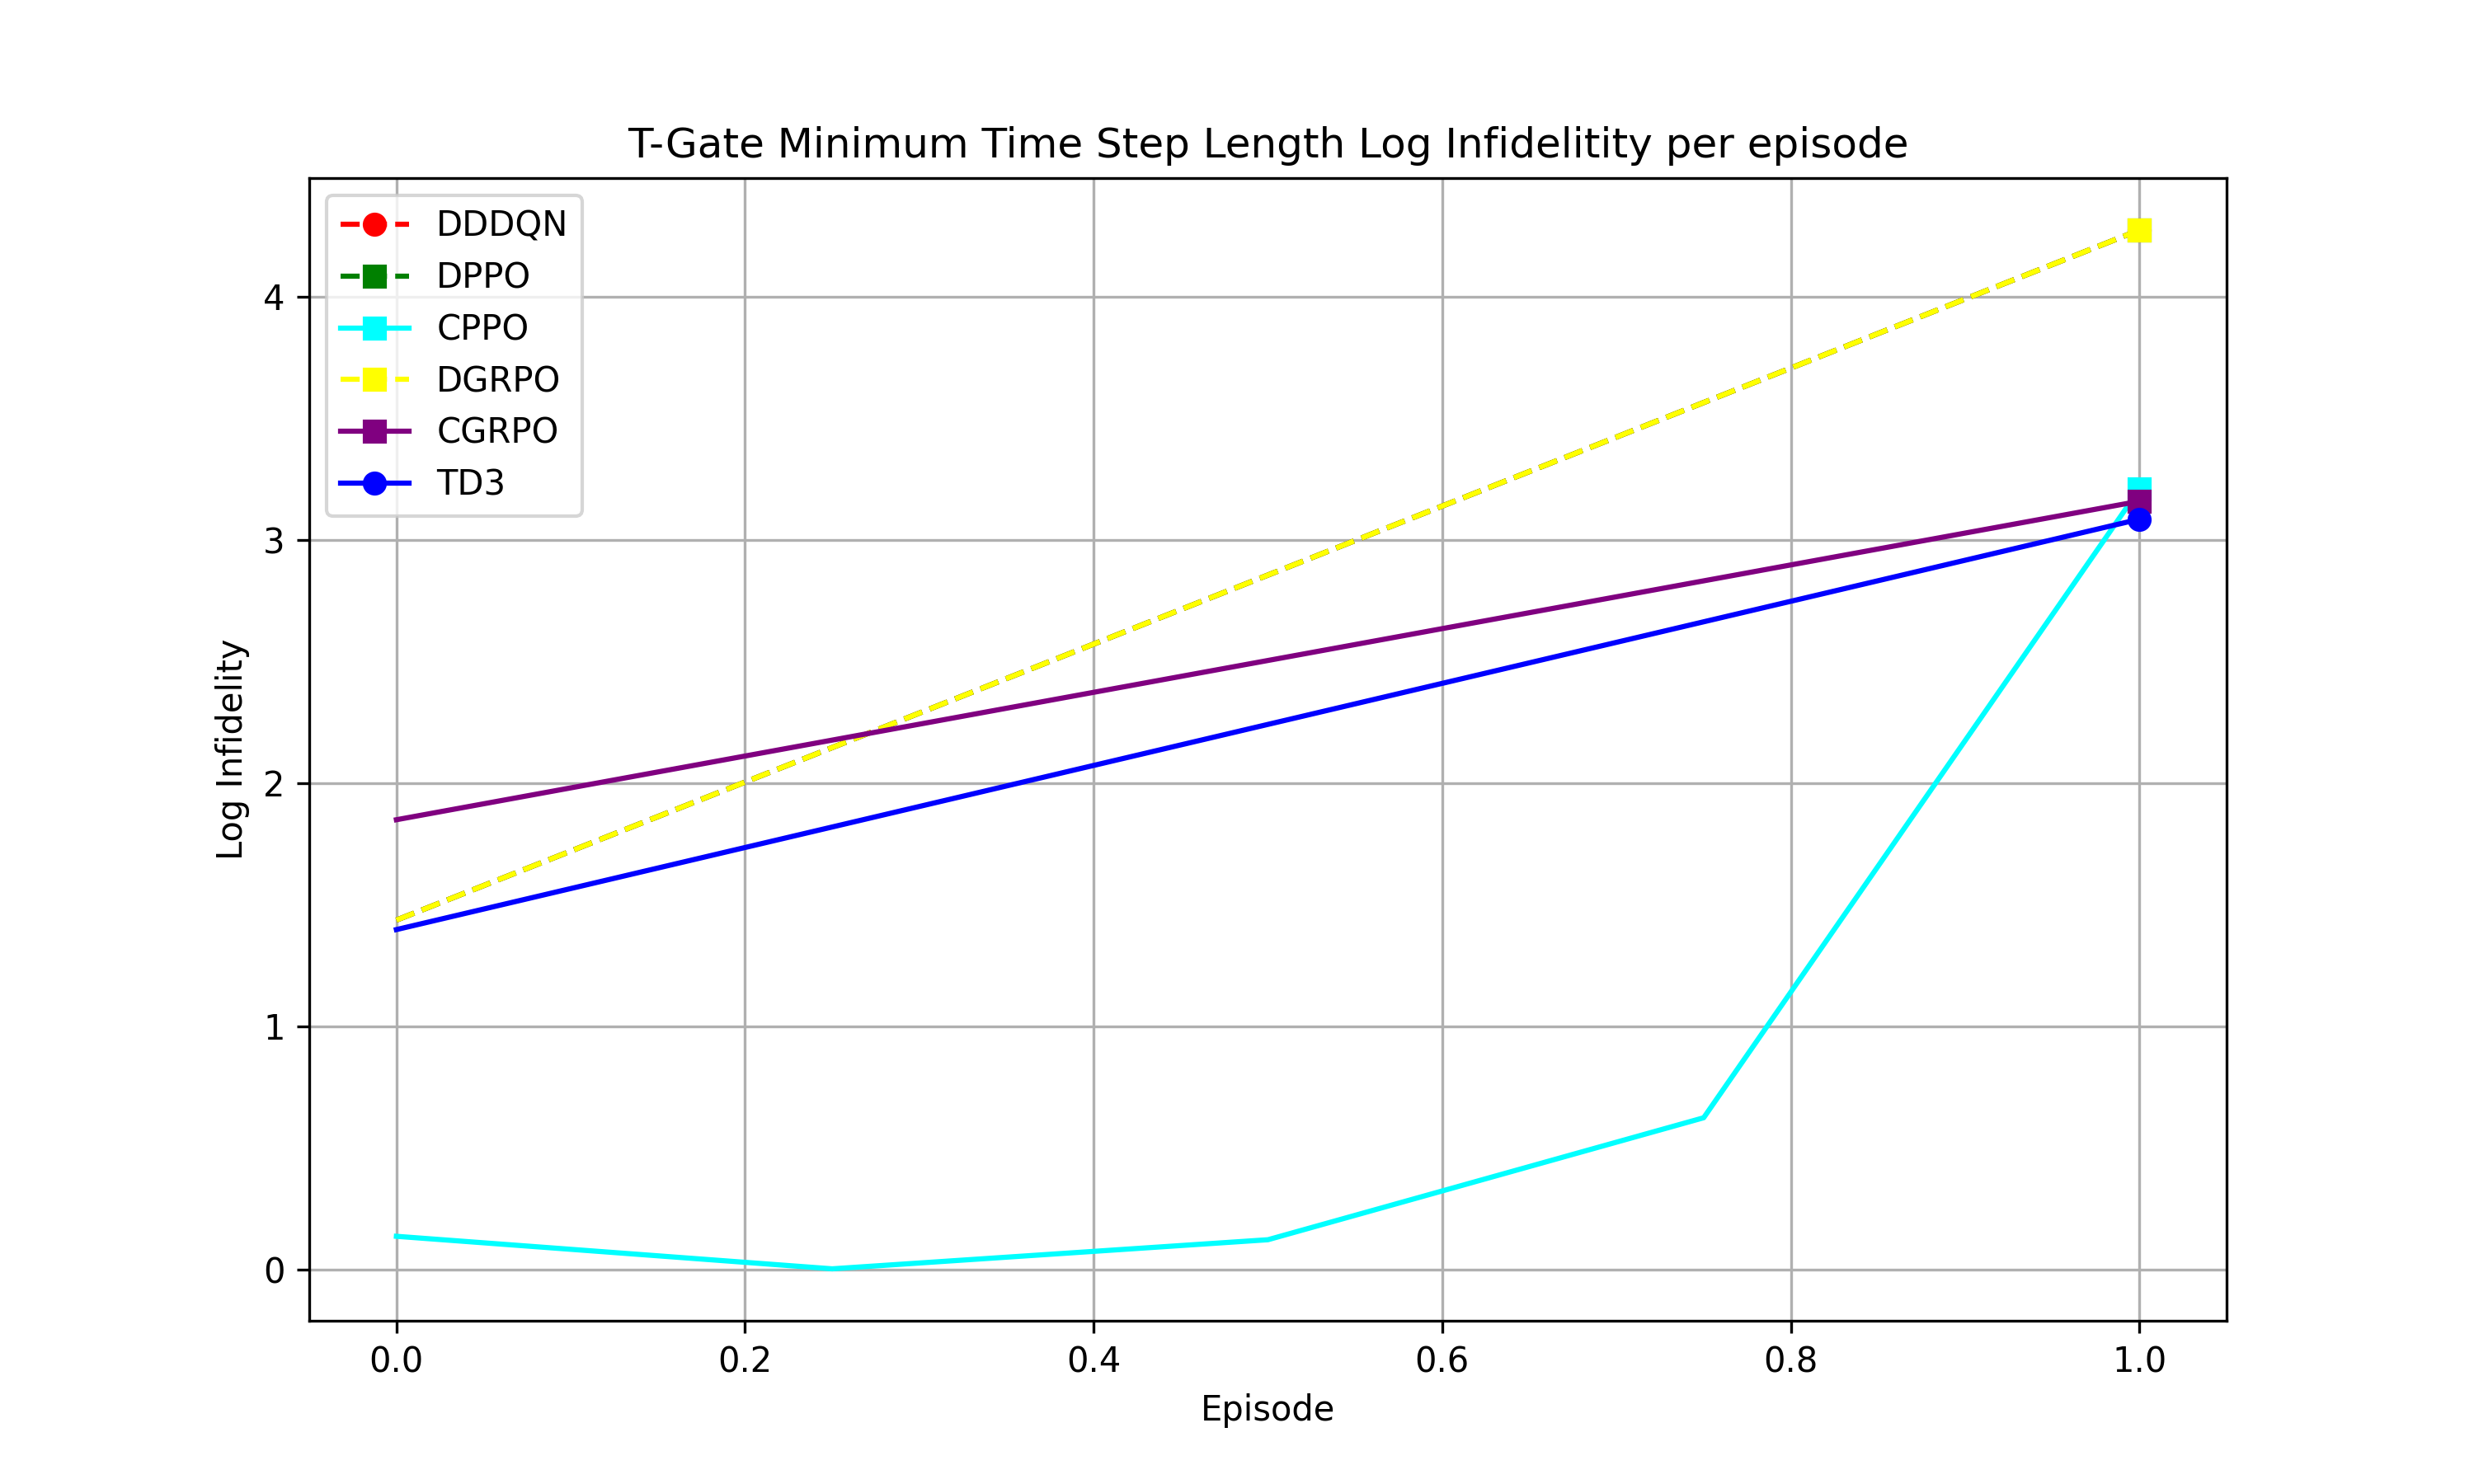 T-Gate Minimum Time Step Length Log Infidelitity per episode
DDDQN
DPPO
CPPO
DGRPO
CGRPO
TD3
Log Infidelity
4
3
2
1
0
0.0 0.2 0.4 0.6 0.8 1.0
Episode